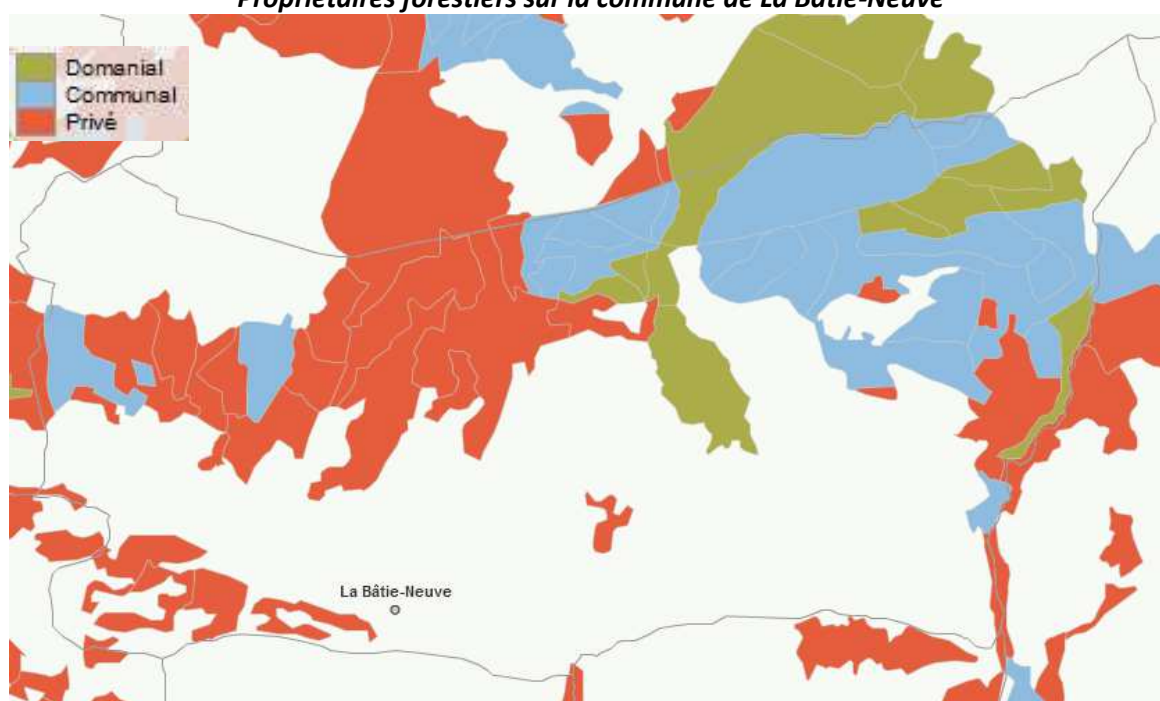 Propriétaires forestiers sur la commune de La Bâtie-Neuve
Domanial
Communal
Privé
La Bâtie-Neuve